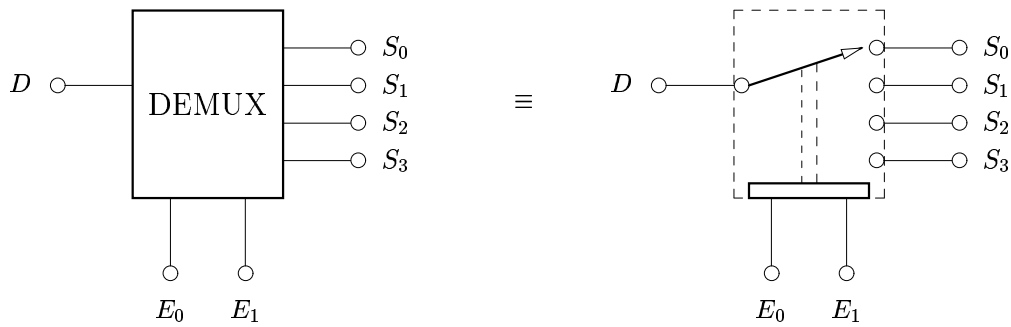 S₀ S₀
D S₁ D S₁
DEMUX ≡
S₂ S₂
S₃ S₃
E₀ E₁ E₀ E₁